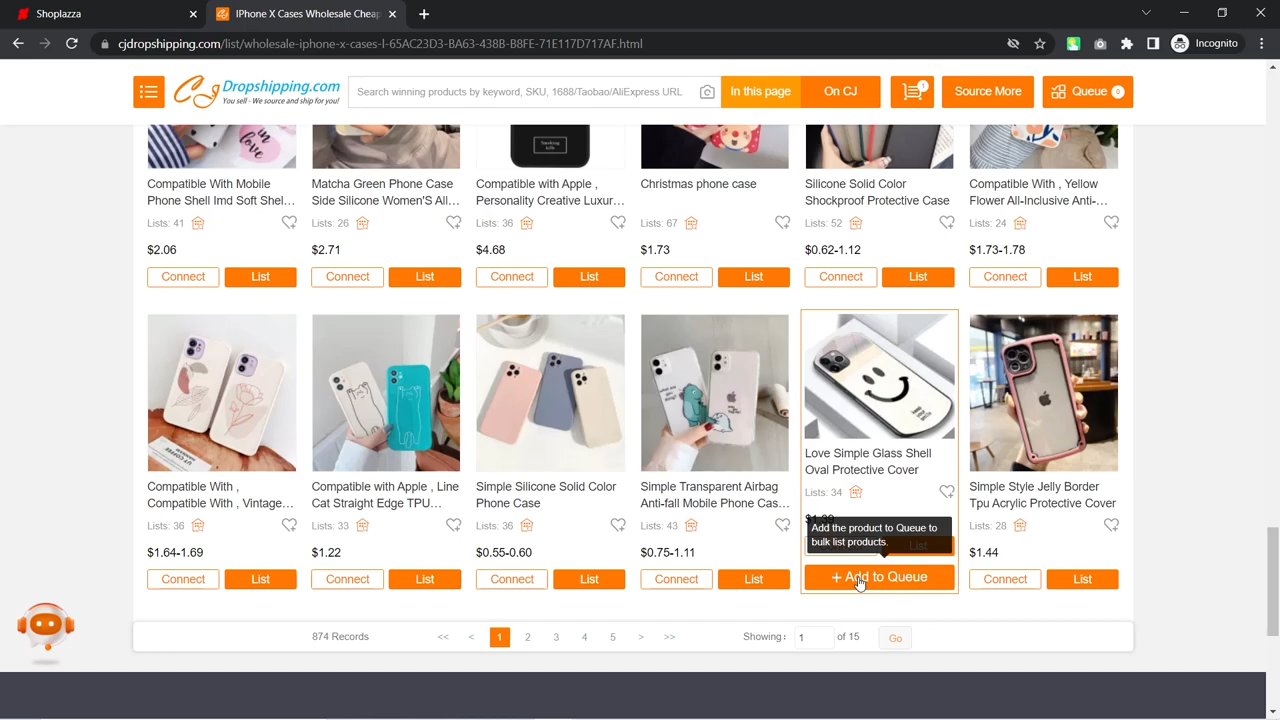 Shoplazza
IPhone X Cases Wholesale Cheap
cjdropshipping.com/list/wholesale-iphone-x-cases-l-65AC23D3-BA63-438B-B8FE-71E117D717AF.html
Incognito
CJ Dropshipping.com
You sell - We source and ship for you!
Search winning products by keyword, SKU, 1688/Taobao/AliExpress URL
In this page
On CJ
1
Source More
Queue 0
Compatible With Mobile
Phone Shell Imd Soft Shel...
Lists: 41
$2.06
Connect
List
Matcha Green Phone Case
Side Silicone Women'S All...
Lists: 26
$2.71
Connect
List
Compatible with Apple ,
Personality Creative Luxur...
Lists: 36
$4.68
Connect
List
Christmas phone case
Lists: 67
$1.73
Connect
List
Silicone Solid Color
Shockproof Protective Case
Lists: 52
$0.62-1.12
Connect
List
Compatible With , Yellow
Flower All-Inclusive Anti-...
Lists: 24
$1.73-1.78
Connect
List
Compatible With ,
Compatible With , Vintage...
Lists: 36
$1.64-1.69
Connect
List
Compatible with Apple , Line
Cat Straight Edge TPU...
Lists: 33
$1.22
Connect
List
Simple Silicone Solid Color
Phone Case
Lists: 36
$0.55-0.60
Connect
List
Simple Transparent Airbag
Anti-fall Mobile Phone Cas...
Lists: 43
$0.75-1.11
Connect
List
Love Simple Glass Shell
Oval Protective Cover
Lists: 34
Add the product to Queue to
bulk list products.
List
+ Add to Queue
Simple Style Jelly Border
Tpu Acrylic Protective Cover
Lists: 28
$1.44
Connect
List
874 Records
<< < 1 2 3 4 5 > >>
Showing: 1 of 15 Go